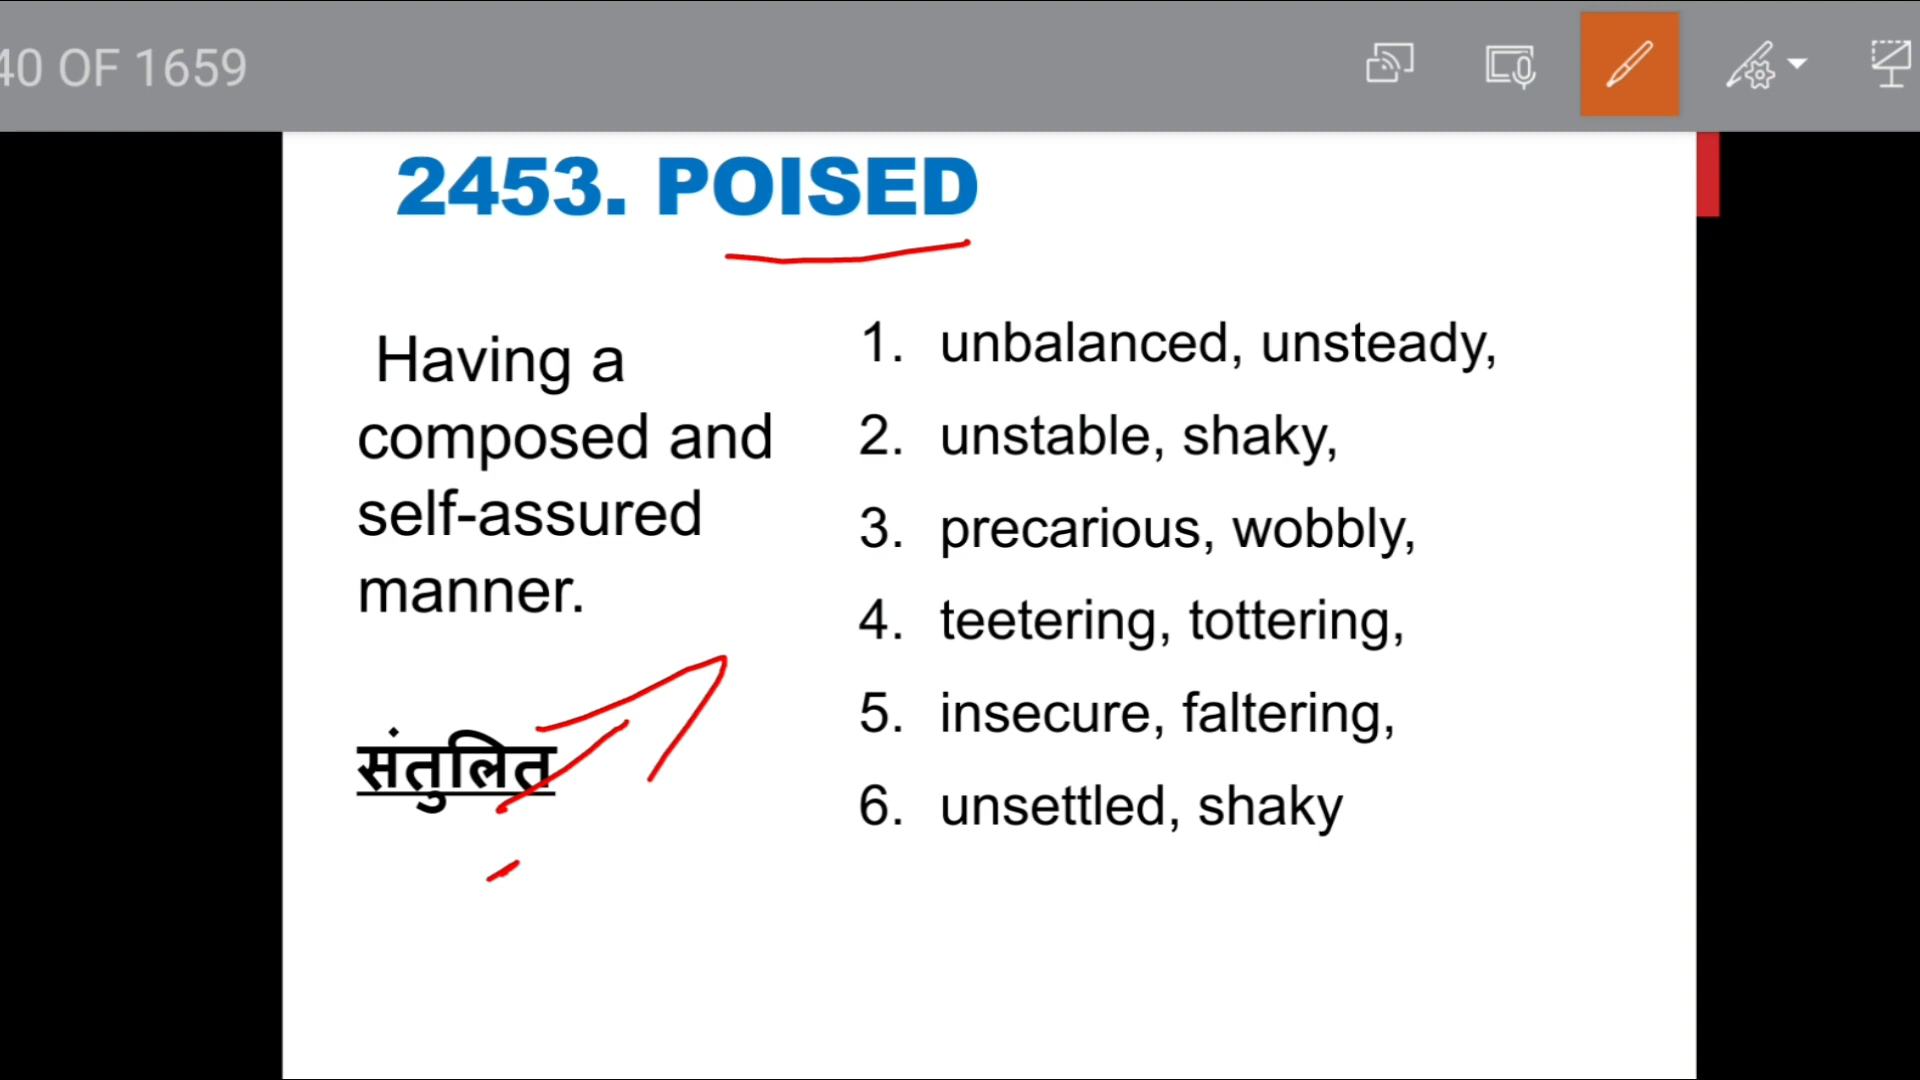 40 OF 1659
2453. POISED
Having a
composed and
self-assured
manner.
संतुलित
1. unbalanced, unsteady,
2. unstable, shaky,
3. precarious, wobbly,
4. teetering, tottering,
5. insecure, faltering,
6. unsettled, shaky